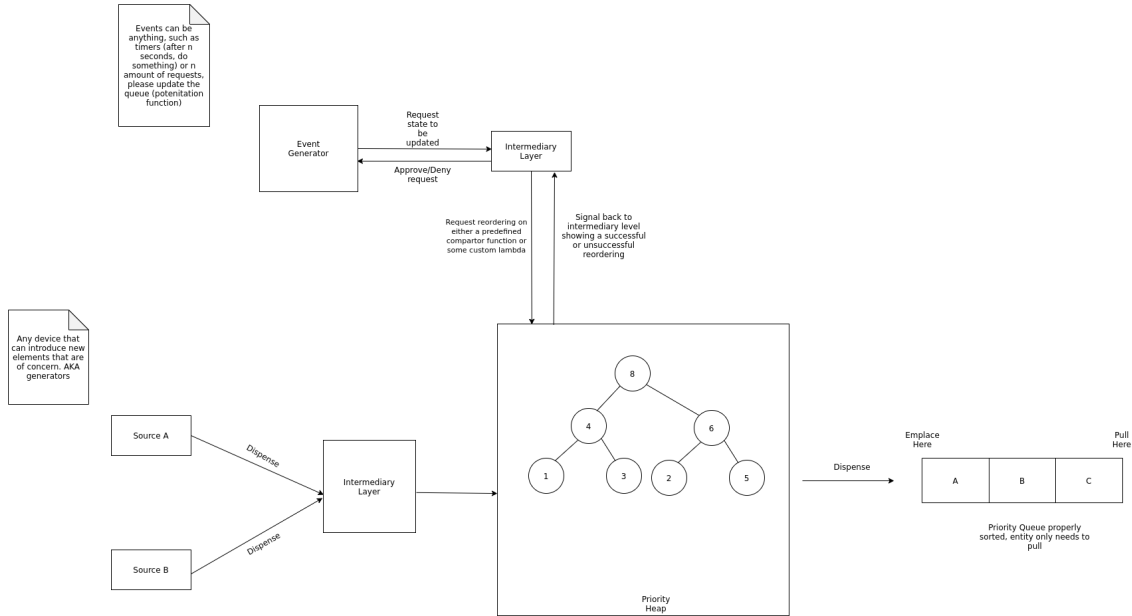 Events can be
anything, such as
timers (after n
seconds, do
something) or n
amount of requests,
please update the
queue (potenitation
function)
Event
Generator
Request
state to
be
updated
Approve/Deny
request
Intermediary
Layer
Request reordering on
either a predefined
compartor function or
some custom lambda
Signal back to
intermediary level
showing a successful
or unsuccessful
reordering
Any device that
can introduce new
elements that are
of concern. AKA
generators
Source A
Dispense
Source B
Dispense
Intermediary
Layer
8
4
6
1
3
2
5
Priority
Heap
Dispense
Emplace
Here
Pull
Here
A
B
C
Priority Queue properly
sorted, entity only needs to
pull